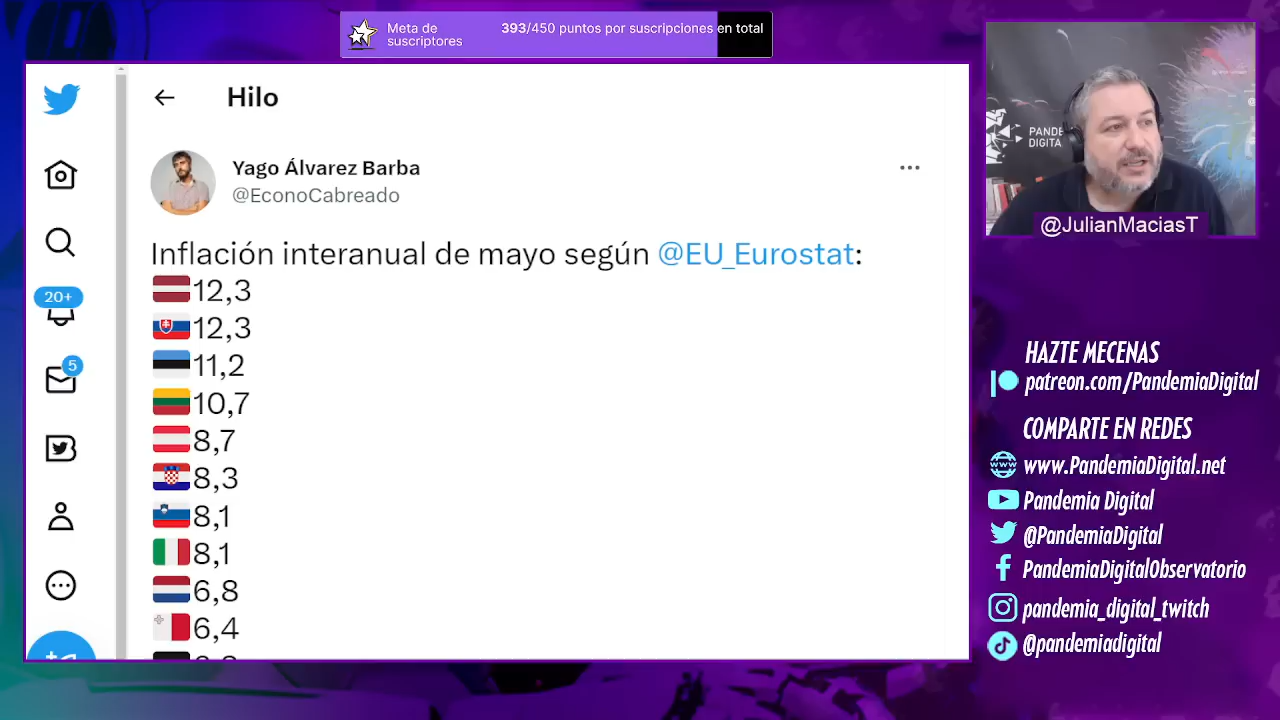 Meta de
suscriptores
393/450 puntos por suscripciones en total
Hilo
Yago Álvarez Barba
@EconoCabreado
Inflación interanual de mayo según @EU_Eurostat:
12,3
12,3
11,2
10,7
8,7
8,3
8,1
8,1
6,8
6,4
20+
5
PANDE
DIGITA
@JulianMaciasT
HAZTE MECENAS
patreon.com/PandemiaDigital
COMPARTE EN REDES
www
www.PandemiaDigital.net
Pandemia Digital
@PandemiaDigital
PandemiaDigitalObservatorio
pandemia_digital_twitch
@pandemiadigital